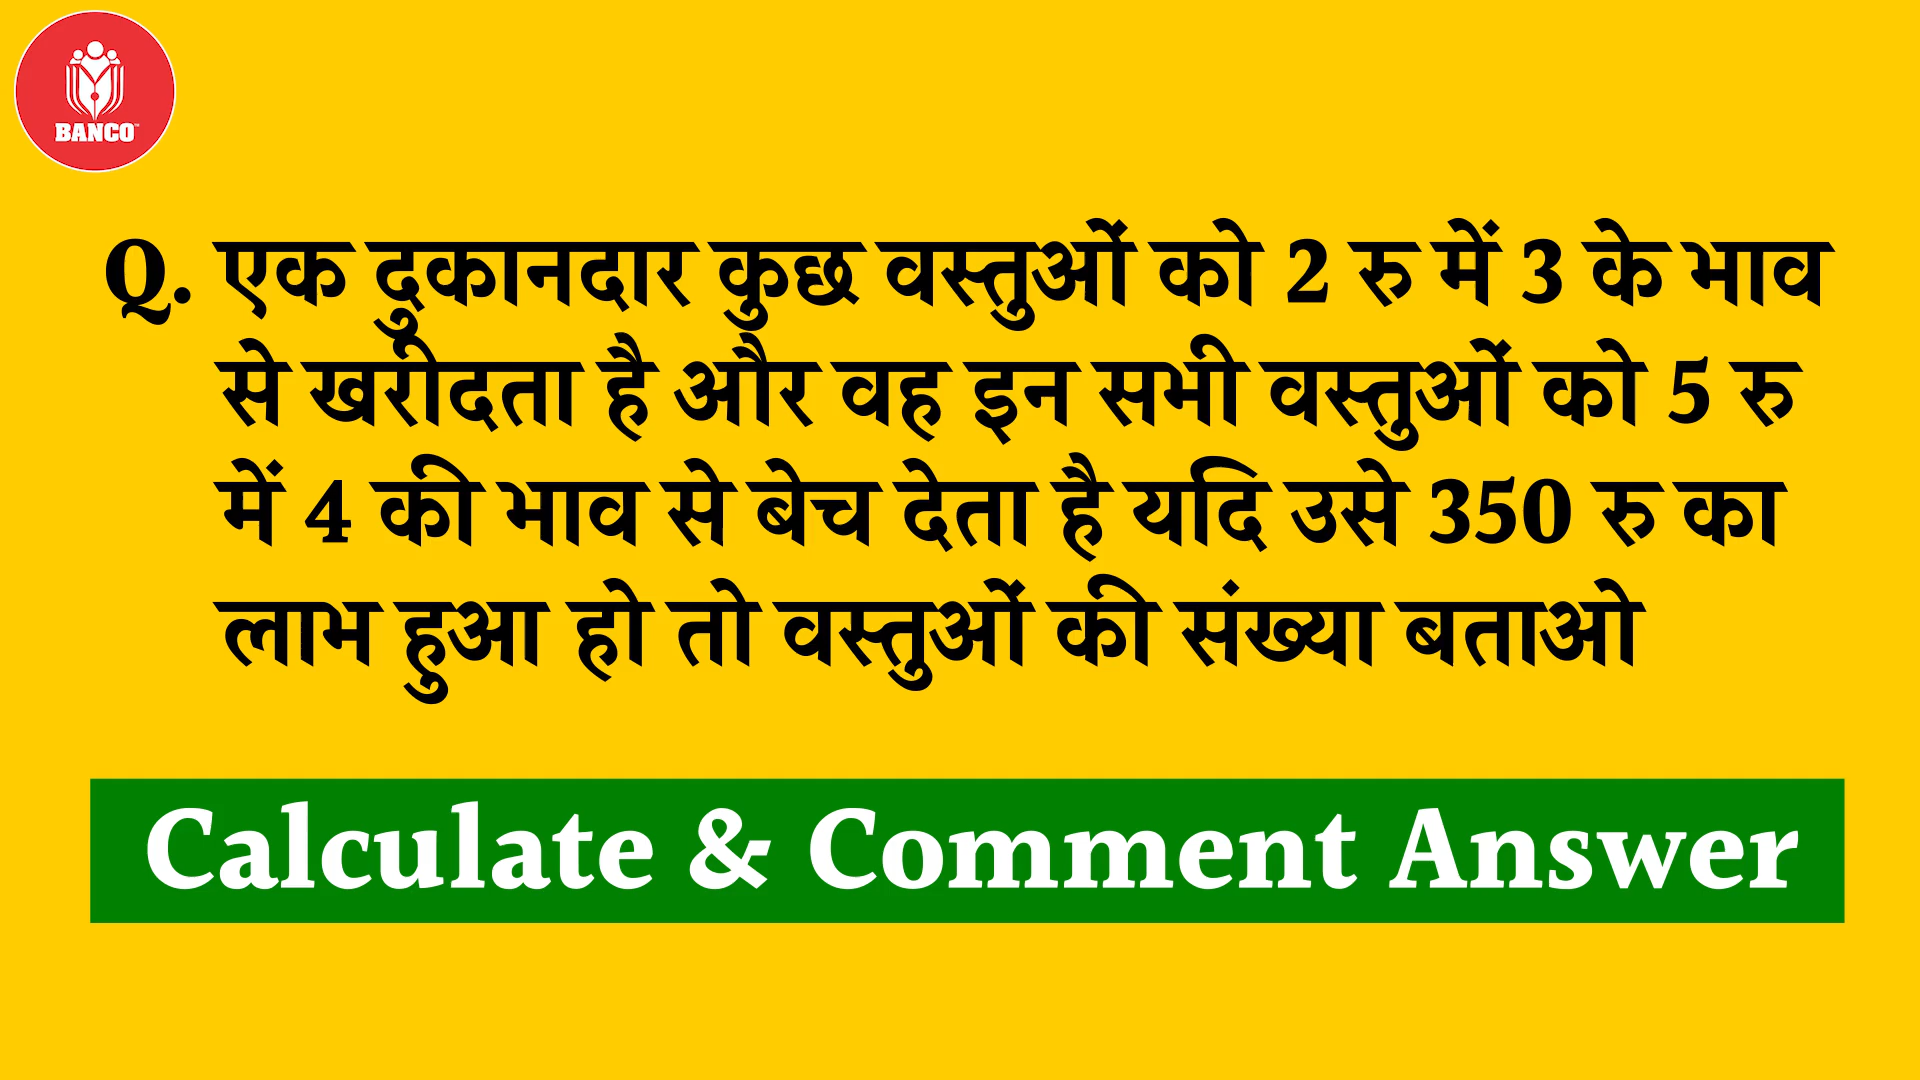 BANCO
Q. एक दुकानदार कुछ वस्तुओं को 2 रु में 3 के भाव
से खरीदता है और वह इन सभी वस्तुओं को 5 रु
में 4 की भाव से बेच देता है यदि उसे 350 रु का
लाभ हुआ हो तो वस्तुओं की संख्या बताओ
Calculate & Comment Answer